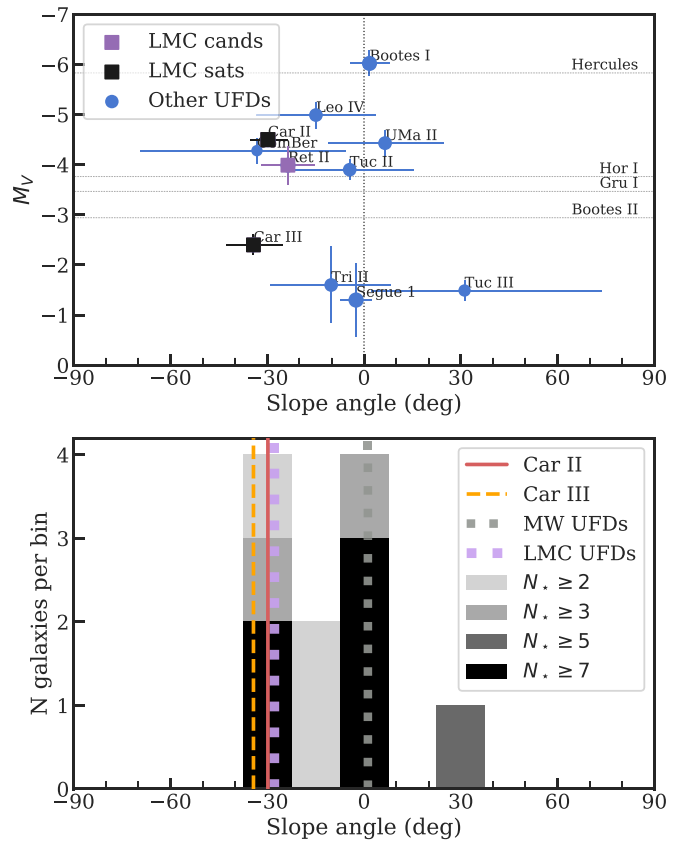 −7
−6
−5
−4
−3
−2
−1
0
M_V
LMC cands
LMC sats
Other UFDs
Bootes I
Hercules
Leo IV
Car II
ComBer
UMa II
Ret II
Tuc II
Hor I
Gru I
Bootes II
Car III
Tri II
Segue 1
Tuc III
−90 −60 −30 0 30 60 90
Slope angle (deg)
4
3
2
1
0
N galaxies per bin
Car II
Car III
MW UFDs
LMC UFDs
N⋆ ≥ 2
N⋆ ≥ 3
N⋆ ≥ 5
N⋆ ≥ 7
−90 −60 −30 0 30 60 90
Slope angle (deg)